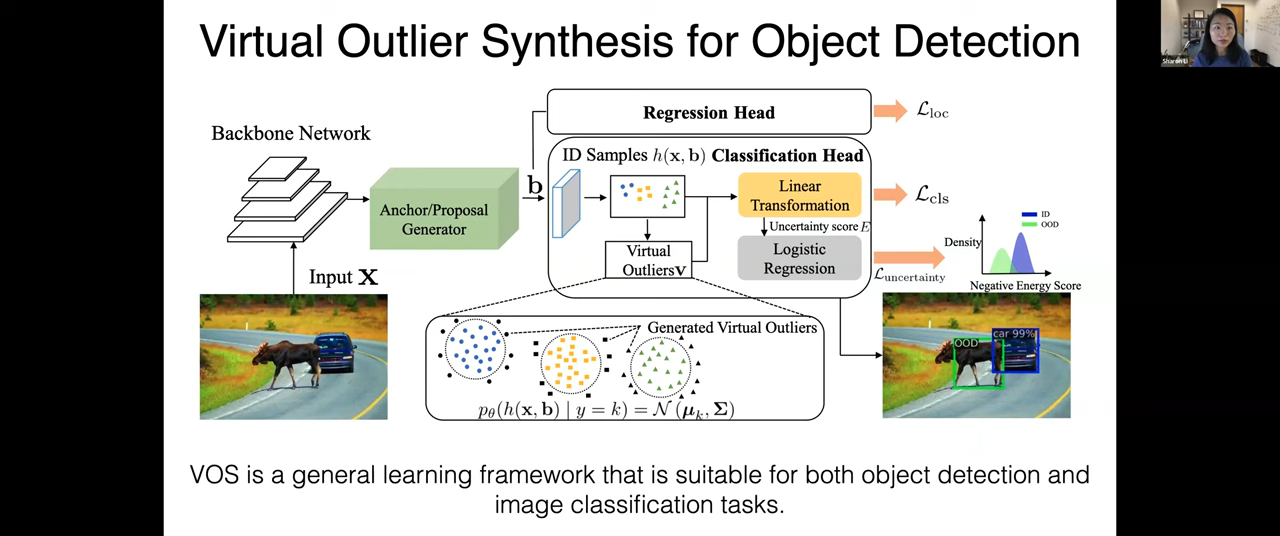 Virtual Outlier Synthesis for Object Detection
Sharon Li
Regression Head
ℒloc
Backbone Network
ID Samples h(x, b) Classification Head
b
Anchor/Proposal
Generator
Linear
Transformation
ℒcls
Uncertainty score E
Virtual
Outliers v
Logistic
Regression
ℒuncertainty
ID
OOD
Density
Negative Energy Score
Input X
Generated Virtual Outliers
pθ(h(x, b) | y = k) = 𝒩(μk, Σ)
car 99%
OOD
VOS is a general learning framework that is suitable for both object detection and
image classification tasks.